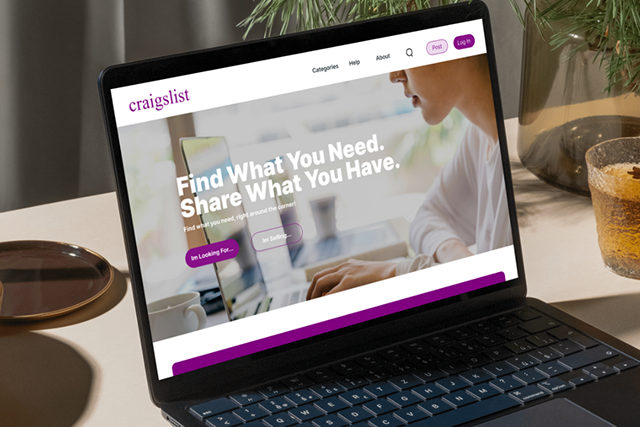 craigslist
Categories Help About
Post
Log In
Find What You Need.
Share What You Have.
Find what you need, right around the corner!
Im Looking For...
Im Selling...